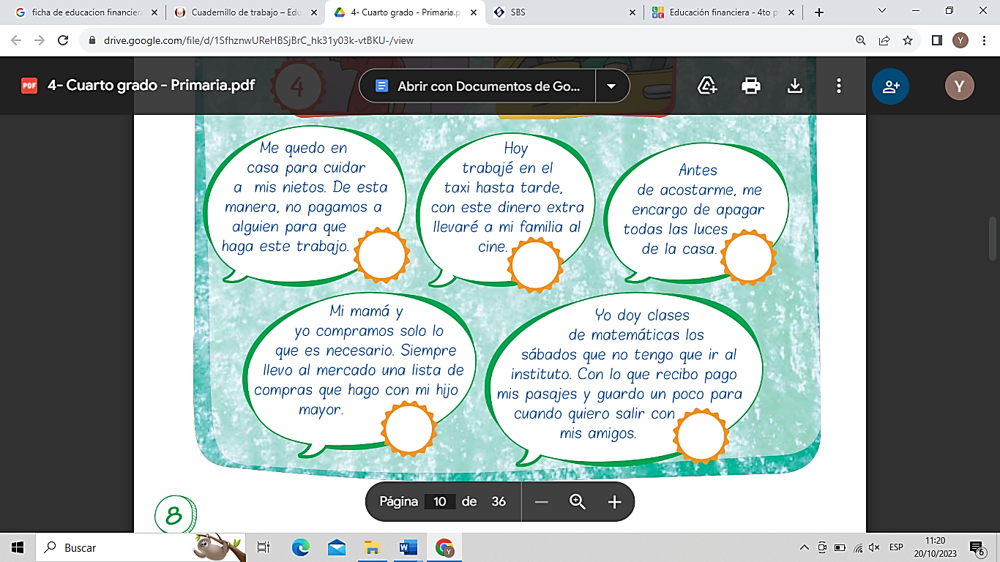 ficha de educacion financier
Cuadernillo de trabajo – Edu
4- Cuarto grado - Primaria.p
SBS
Educación financiera - 4to p
drive.google.com/file/d/1SfhznwUReHBSjBrC_hk31y03k-vtBKU-/view
Y
PDF
4- Cuarto grado - Primaria.pdf
4
Abrir con Documentos de Go...
Y
Me quedo en
casa para cuidar
a mis nietos. De esta
manera, no pagamos a
alguien para que
haga este trabajo.
Hoy
trabajé en el
taxi hasta tarde,
con este dinero extra
llevaré a mi familia al
cine.
Antes
de acostarme, me
encargo de apagar
todas las luces
de la casa.
Mi mamá y
yo compramos solo lo
que es necesario. Siempre
llevo al mercado una lista de
compras que hago con mi hijo
mayor.
Yo doy clases
de matemáticas los
sábados que no tengo que ir al
instituto. Con lo que recibo pago
mis pasajes y guardo un poco para
cuando quiero salir con
mis amigos.
Página 10 de 36
8
Buscar
ESP
11:20
20/10/2023
6